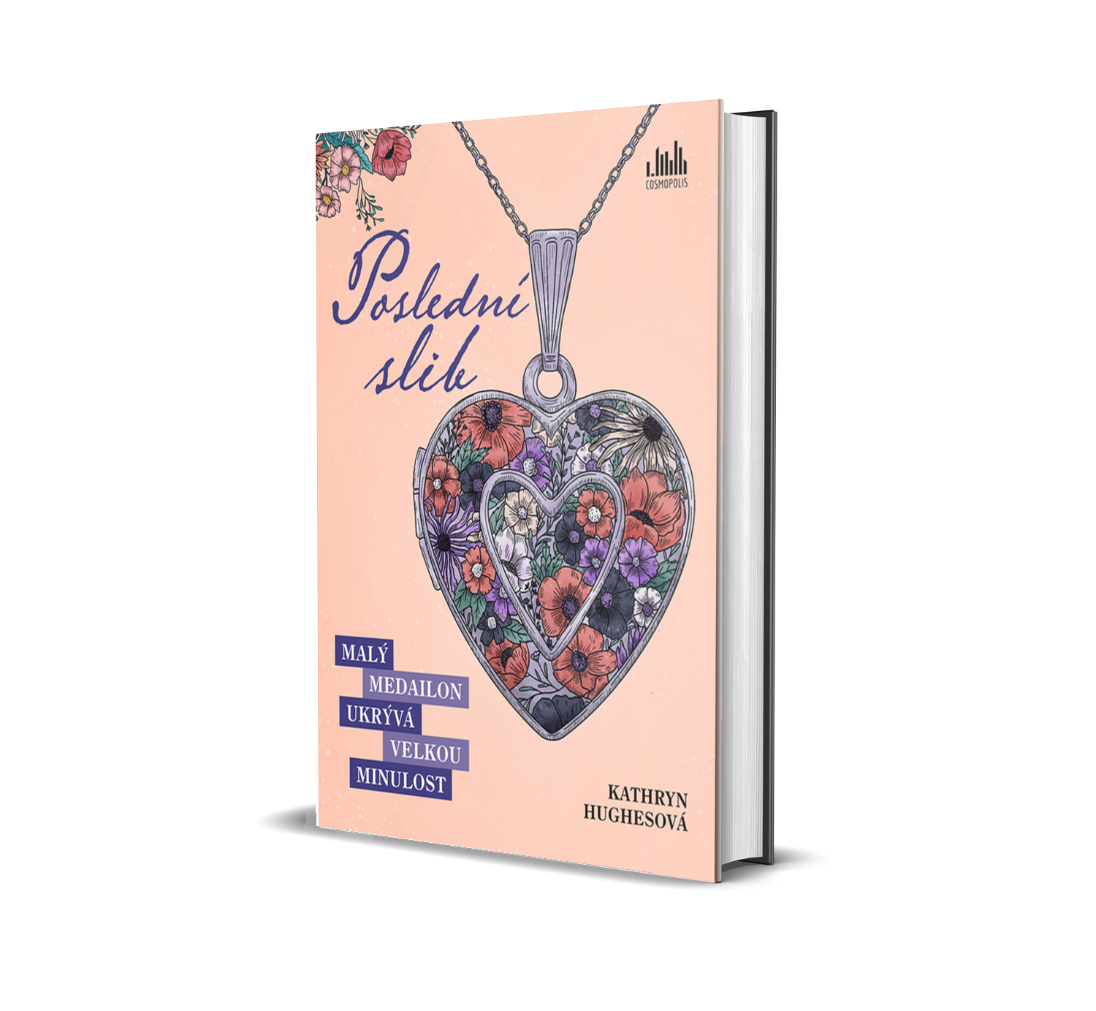 COSMOPOLIS
Poslední
slib
MALÝ
MEDAILON
UKRÝVÁ
VELKOU
MINULOST
KATHRYN
HUGHESOVÁ